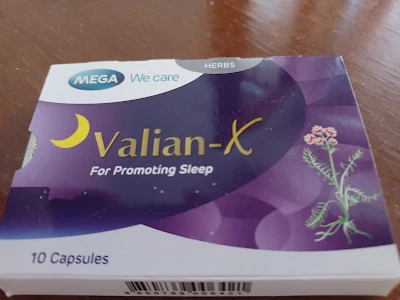 MEGA We care
HERBS
Valian-X
For Promoting Sleep
10 Capsules